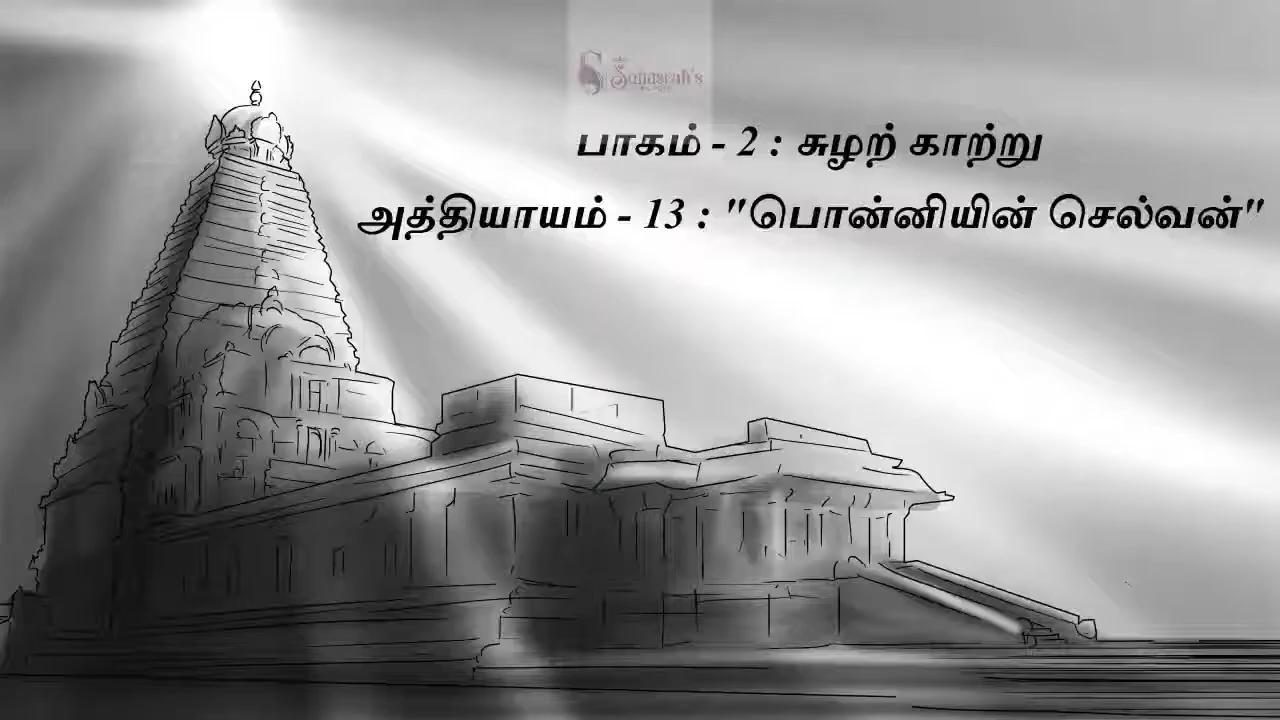 பாகம் - 2 : சுழற் காற்று
அத்தியாயம் - 13 : "பொன்னியின் செல்வன்"